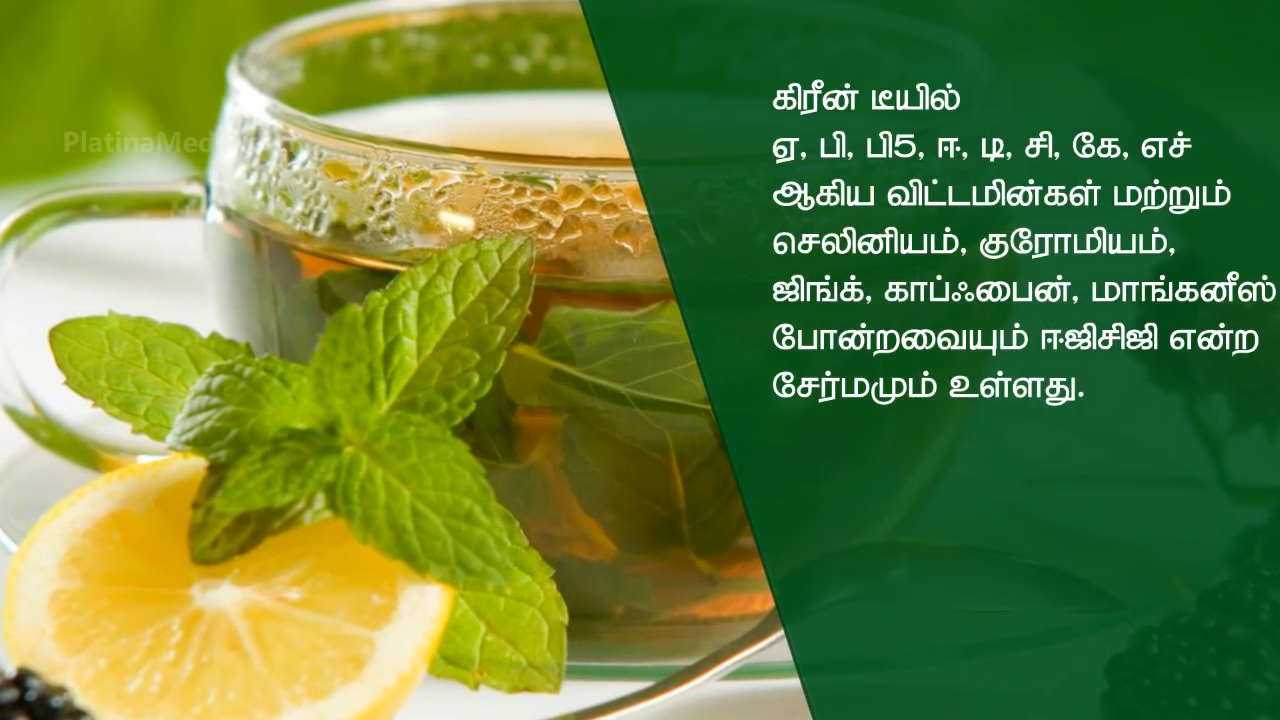 கிரீன் டீயில்
ஏ, பி, பி5, ஈ, டி, சி, கே, எச்
ஆகிய விட்டமின்கள் மற்றும்
செலினியம், குரோமியம்,
ஜிங்க், காப்ஃபைன், மாங்கனீஸ்
போன்றவையும் ஈஜிசிஜி என்ற
சேர்மமும் உள்ளது.